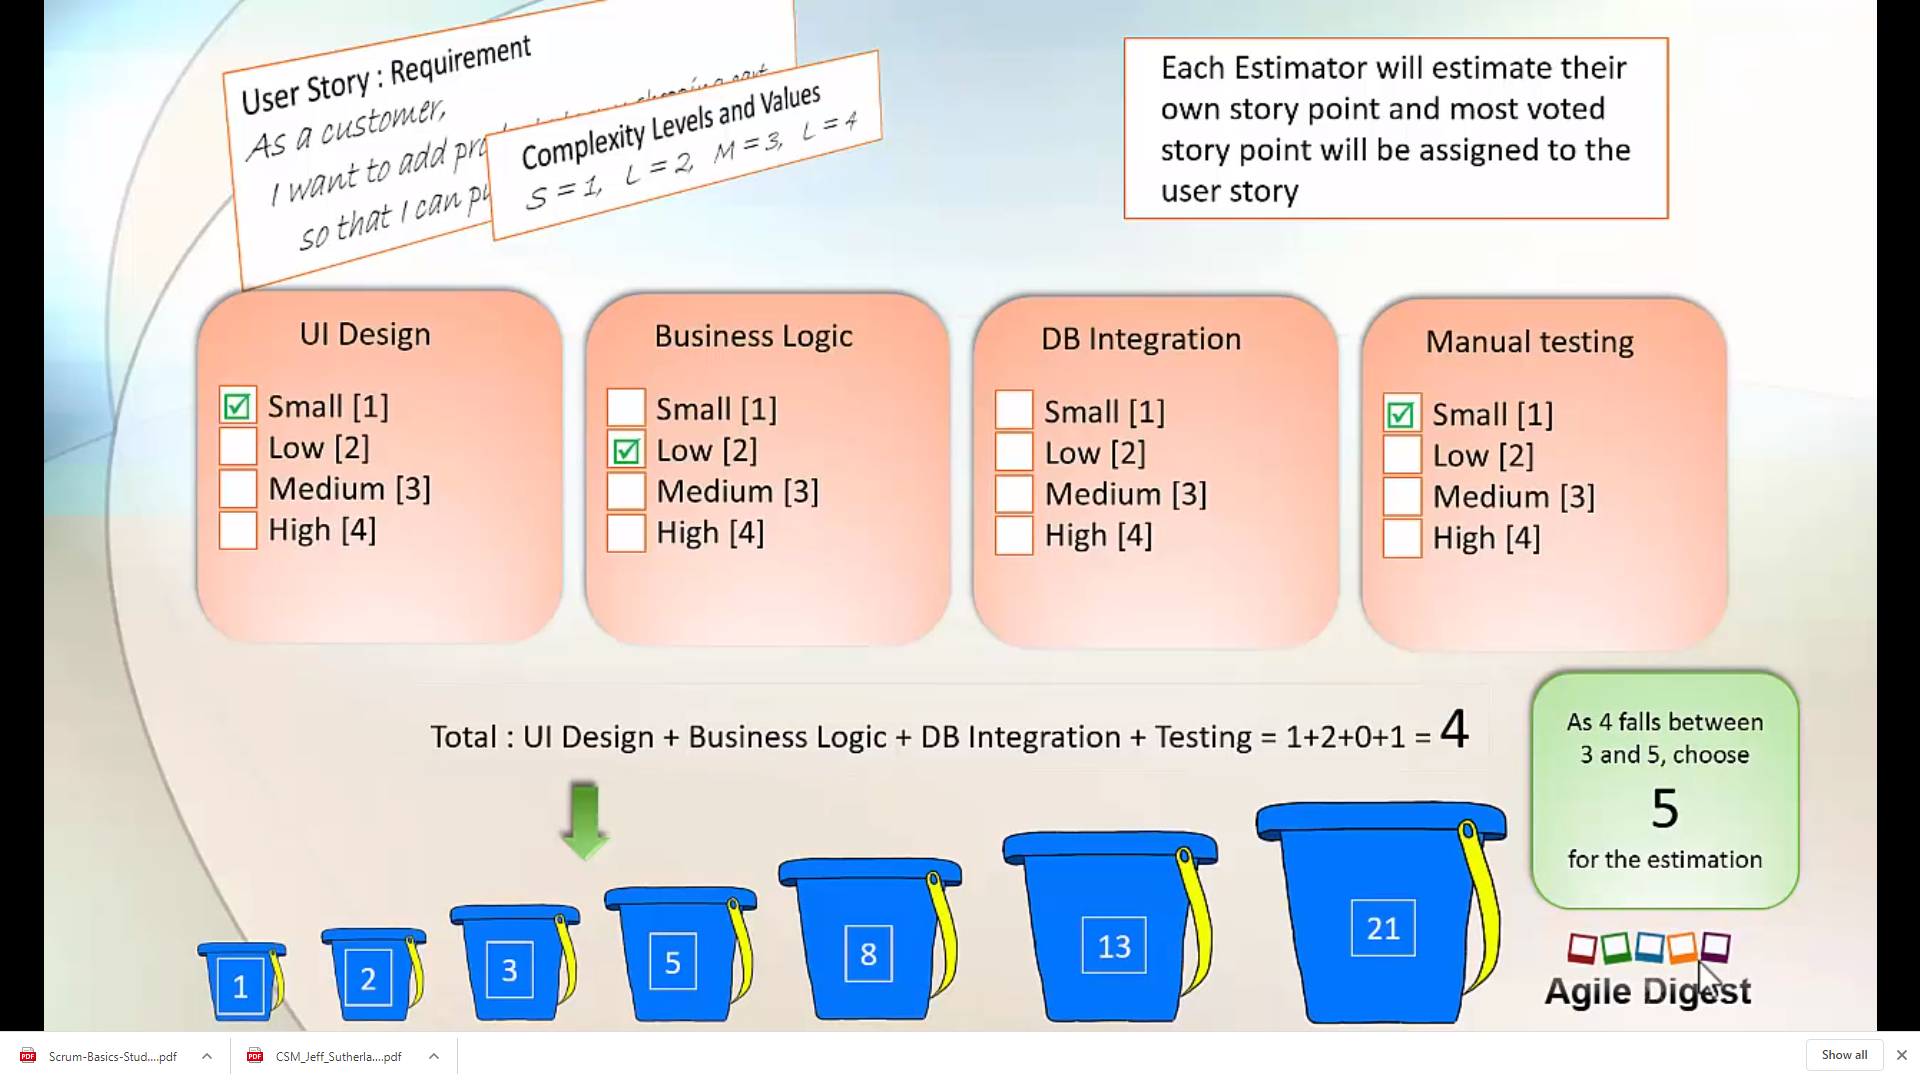 User Story : Requirement
As a customer,
I want to add
so that I can
Complexity Levels and Values
S = 1, L = 2, M = 3, L = 4
Each Estimator will estimate their
own story point and most voted
story point will be assigned to the
user story
UI Design
Small [1]
Low [2]
Medium [3]
High [4]
Business Logic
Small [1]
Low [2]
Medium [3]
High [4]
DB Integration
Small [1]
Low [2]
Medium [3]
High [4]
Manual testing
Small [1]
Low [2]
Medium [3]
High [4]
Total : UI Design + Business Logic + DB Integration + Testing = 1+2+0+1 = 4
As 4 falls between
3 and 5, choose
5
for the estimation
1
2
3
5
8
13
21
Agile Digest
Scrum-Basics-Stud....pdf
CSM_Jeff_Sutherla....pdf
Show all